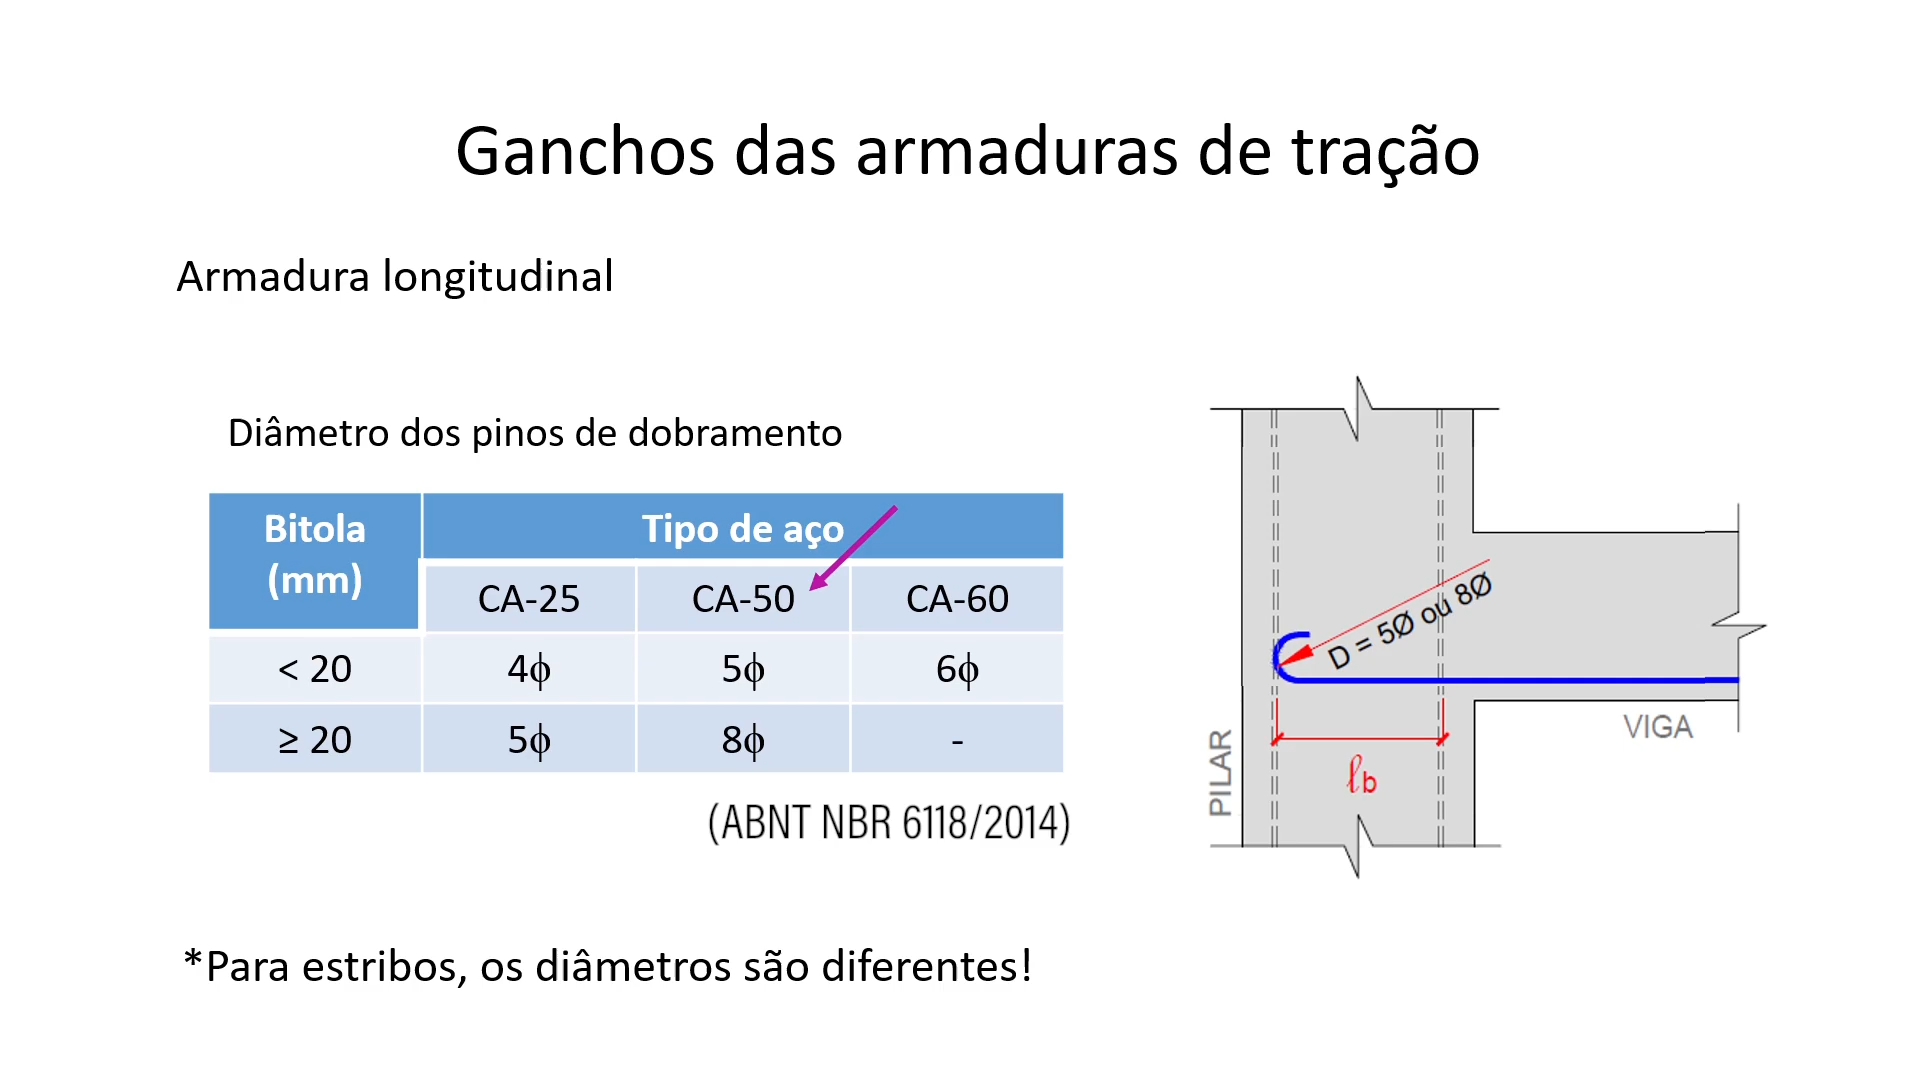 Ganchos das armaduras de tração
Armadura longitudinal
Diâmetro dos pinos de dobramento
Bitola (mm) Tipo de aço
CA-25 CA-50 CA-60
< 20 4ϕ 5ϕ 6ϕ
≥ 20 5ϕ 8ϕ -
(ABNT NBR 6118/2014)
D = 5Ø ou 8Ø
ℓb
PILAR
VIGA
*Para estribos, os diâmetros são diferentes!